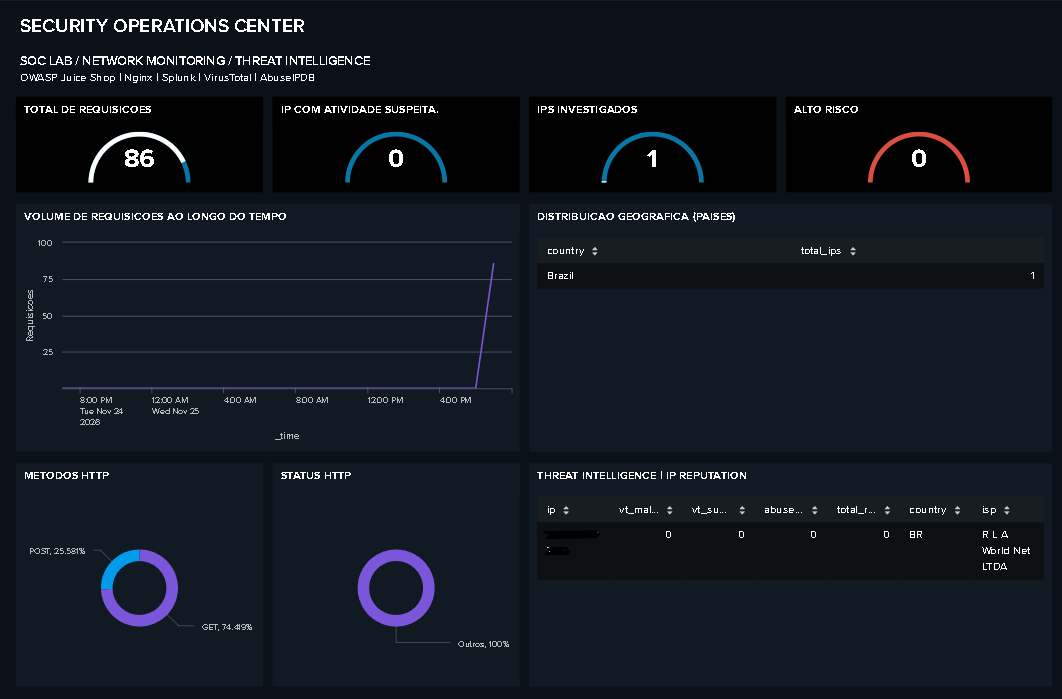 SECURITY OPERATIONS CENTER
SOC LAB / NETWORK MONITORING / THREAT INTELLIGENCE
OWASP Juice Shop | Nginx | Splunk | VirusTotal | AbuseIPDB
TOTAL DE REQUISICOES
86
IP COM ATIVIDADE SUSPEITA.
0
IPS INVESTIGADOS
1
ALTO RISCO
0
VOLUME DE REQUISICOES AO LONGO DO TEMPO
100
75
50
25
Requisicoes
8:00 PM
Tue Nov 24
2026
12:00 AM
Wed Nov 25
4:00 AM
8:00 AM
12:00 PM
4:00 PM
_time
DISTRIBUICAO GEOGRAFICA (PAISES)
country total_ips
Brazil 1
METODOS HTTP
POST, 25.581%
GET, 74.419%
STATUS HTTP
Outros, 100%
THREAT INTELLIGENCE | IP REPUTATION
ip vt_mal... vt_su... abuse... total_r... country isp
0 0 0 0 BR R L A
World Net
LTDA